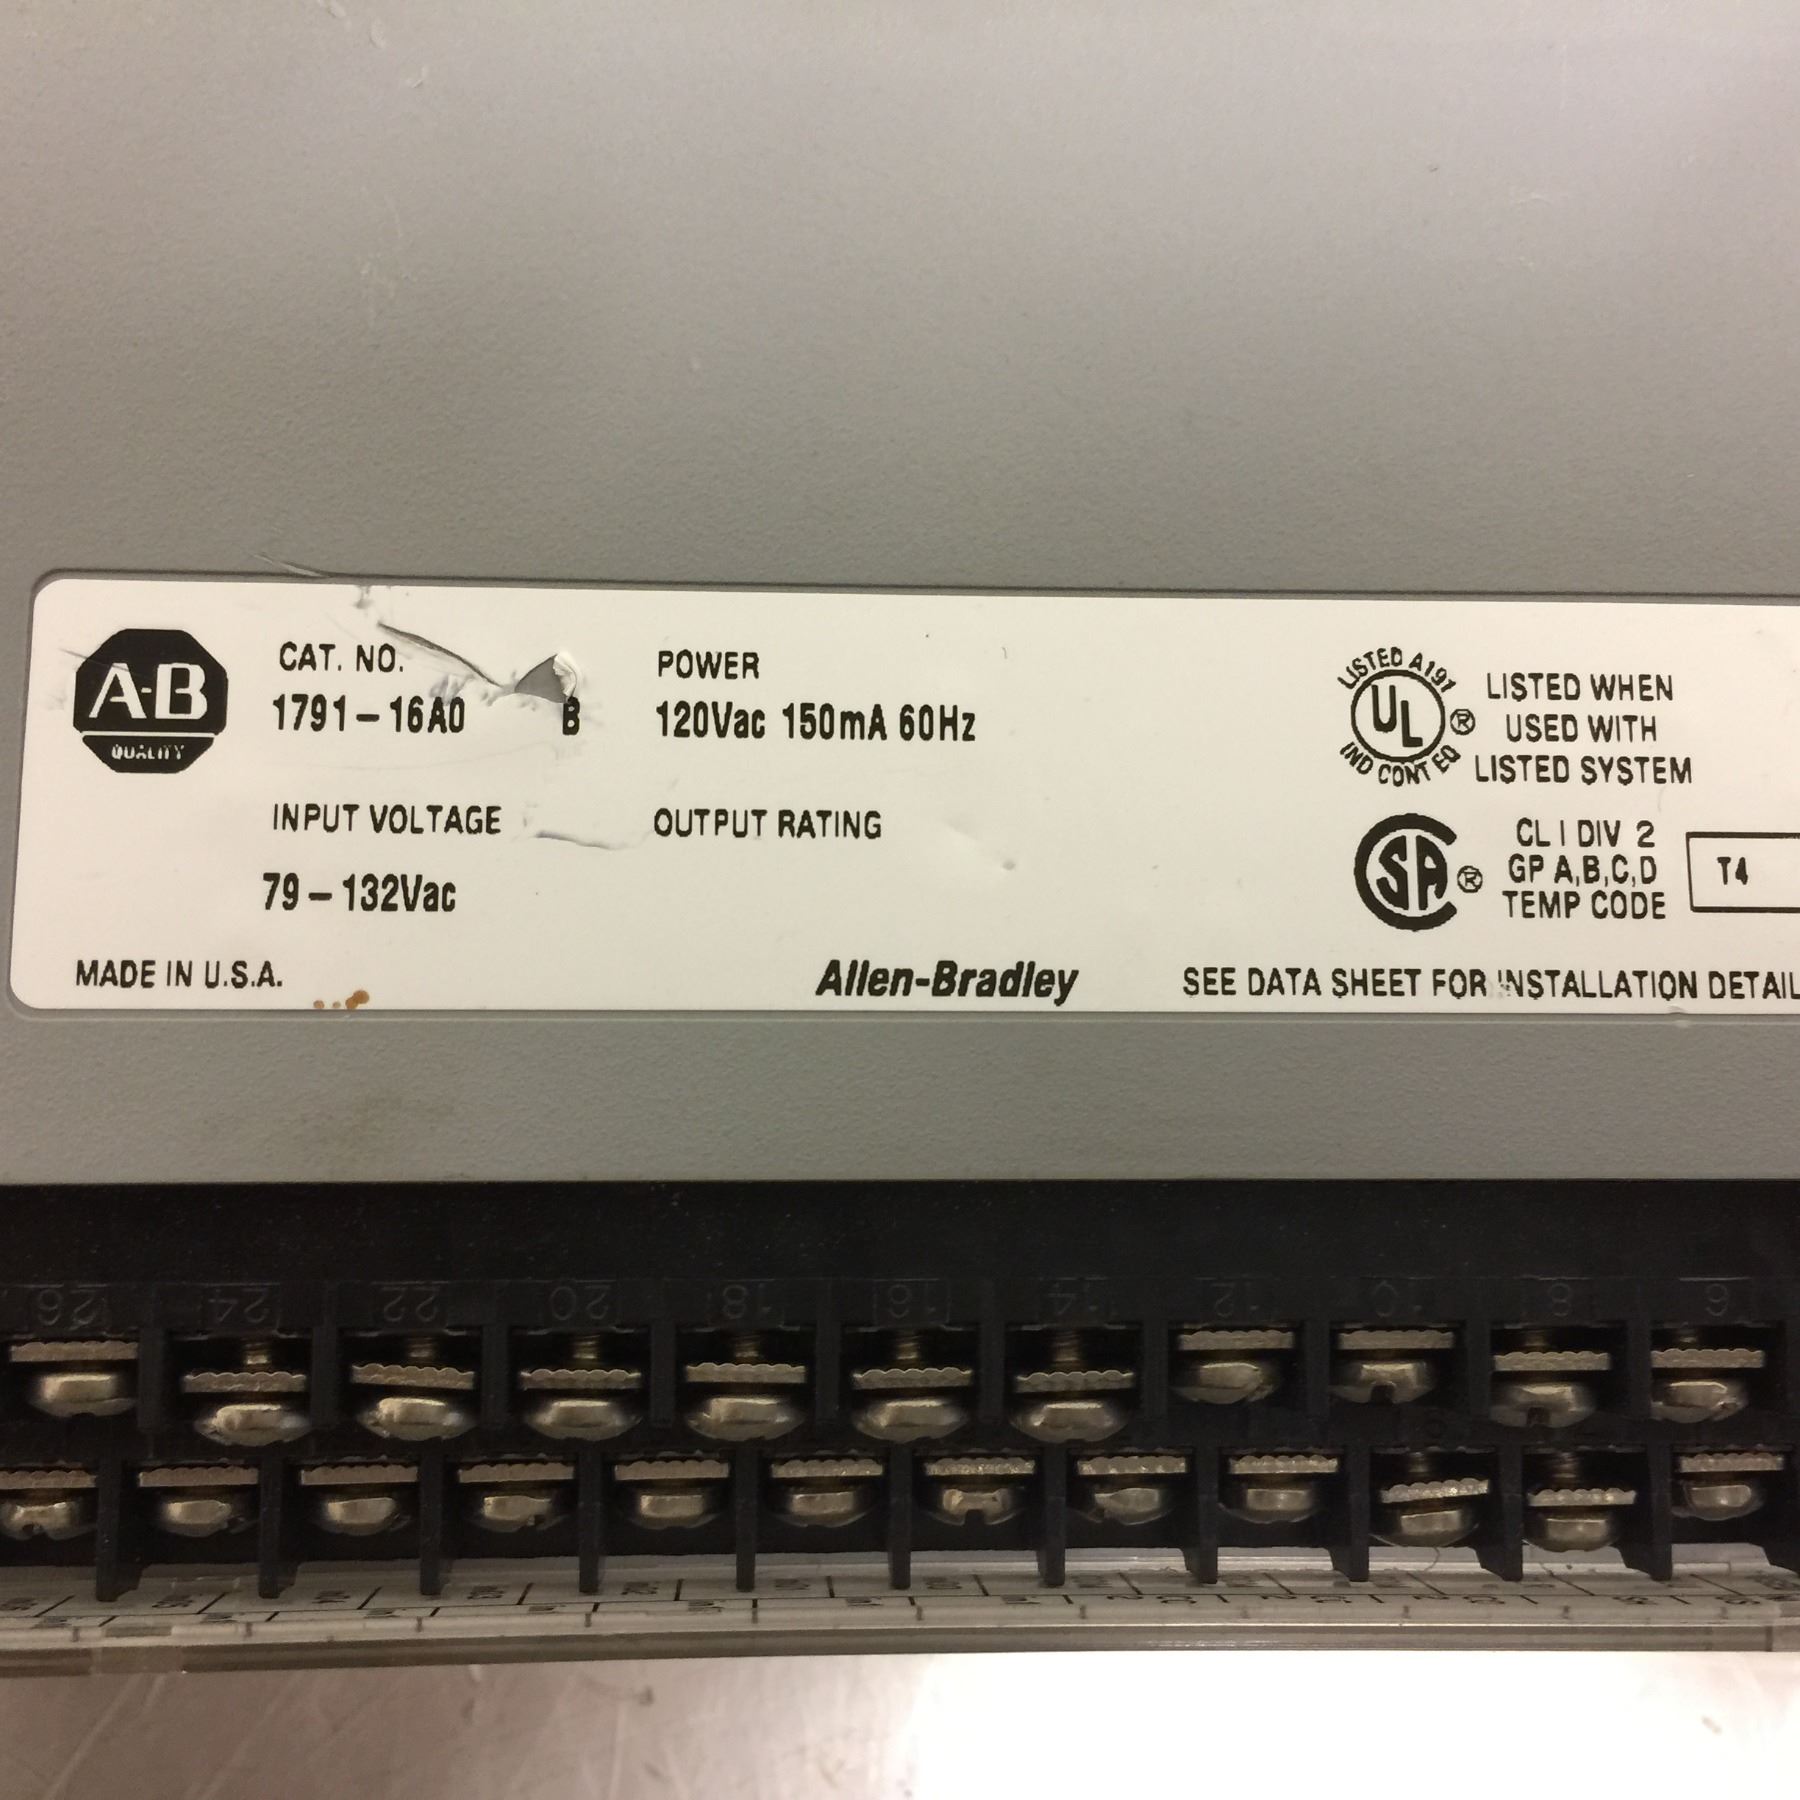 A-B
QUALITY
CAT. NO.
1791-16A0 B
INPUT VOLTAGE
79-132Vac
MADE IN U.S.A.
POWER
120Vac 150mA 60Hz
OUTPUT RATING
Allen-Bradley
LISTED A191
UL ®
IND CONT EQ
LISTED WHEN
USED WITH
LISTED SYSTEM
SA ®
CL I DIV 2
GP A,B,C,D
TEMP CODE
T4
SEE DATA SHEET FOR INSTALLATION DETAIL
26 24 22 20 18 16 14 12 10 8 6